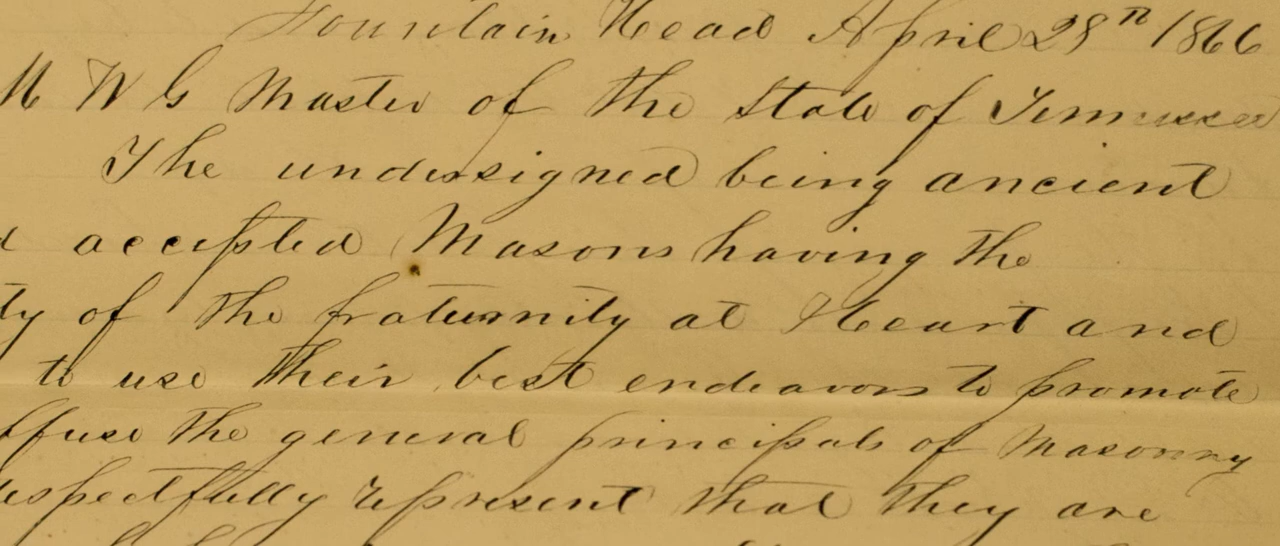 Fountain Head April 28th 1866
M W G Master of the State of Tennessee
The undersigned being ancient
d accepted Masons having the
ty of the fraternity at Heart and
to use their best endeavors to promote
ffuse the general principals of Masonry
respectfully represent that they are